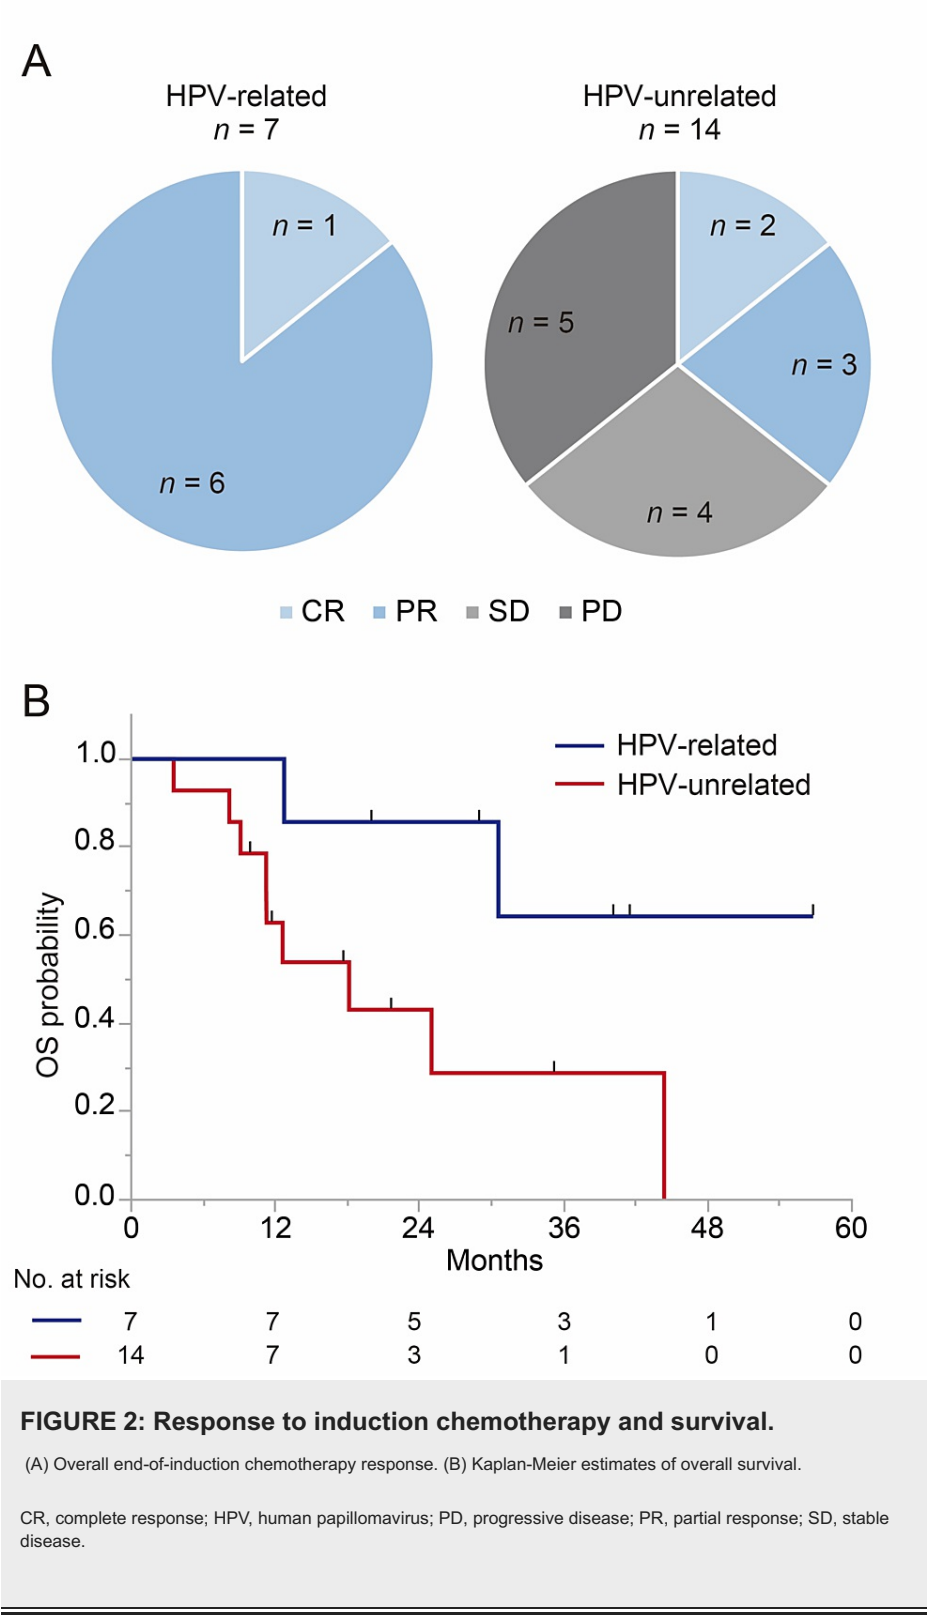 A
HPV-related
n = 7
HPV-unrelated
n = 14
n = 1
n = 6
n = 2
n = 3
n = 4
n = 5
CR PR SD PD
B
HPV-related
HPV-unrelated
OS probability
1.0
0.8
0.6
0.4
0.2
0.0
0 12 24 36 48 60
Months
No. at risk
7 7 5 3 1 0
14 7 3 1 0 0
FIGURE 2: Response to induction chemotherapy and survival.
(A) Overall end-of-induction chemotherapy response. (B) Kaplan-Meier estimates of overall survival.
CR, complete response; HPV, human papillomavirus; PD, progressive disease; PR, partial response; SD, stable
disease.